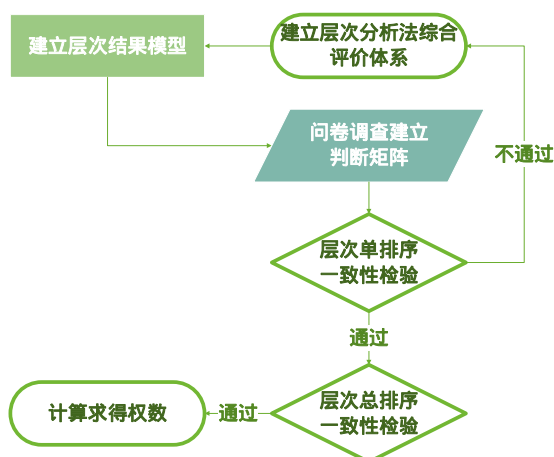 建立层次分析法综合
评价体系
建立层次结果模型
问卷调查建立
判断矩阵
不通过
层次单排序
一致性检验
通过
层次总排序
一致性检验
通过
计算求得权数